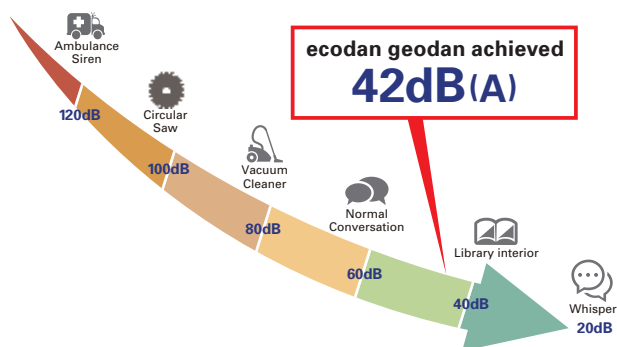 ecodan geodan achieved
42dB(A)
Ambulance
Siren
120dB
Circular
Saw
100dB
Vacuum
Cleaner
80dB
Normal
Conversation
60dB
Library interior
40dB
Whisper
20dB